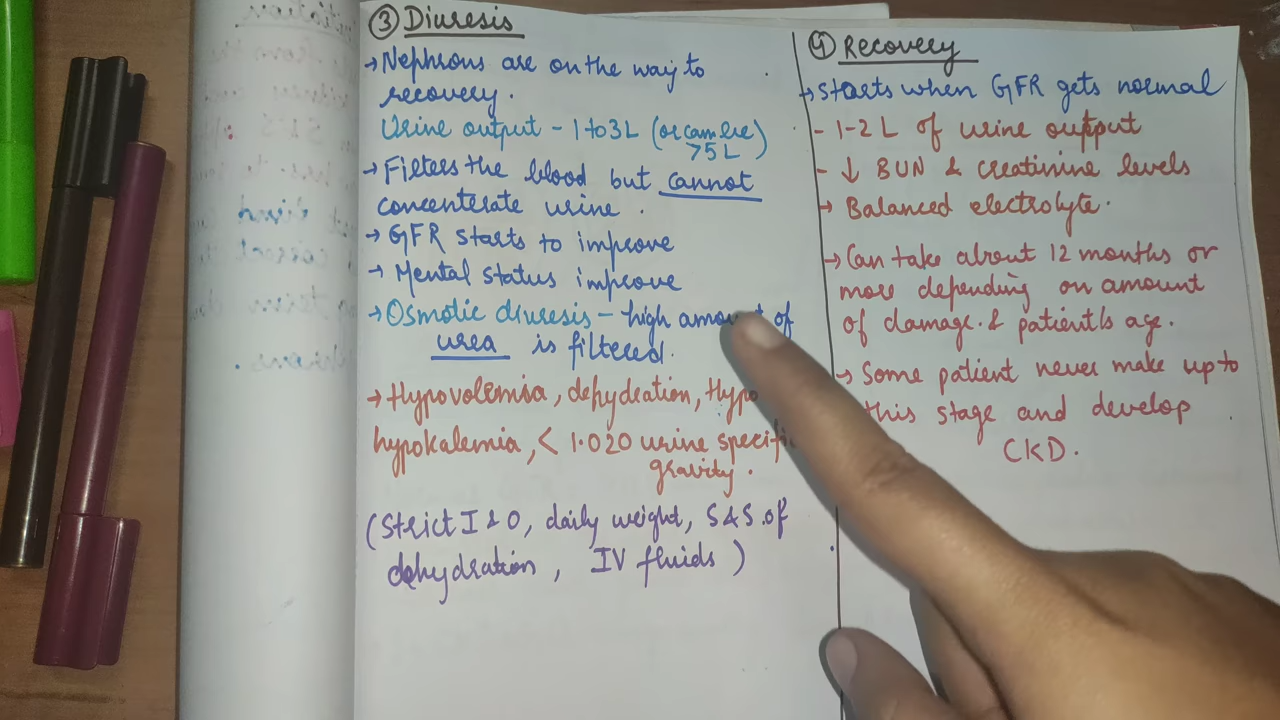 ③ Diuresis
→ Nephrons are on the way to
recovery.
Urine output - 1 to 3L (or can be
75L)
→ Filters the blood but cannot
concenterate urine.
→ GFR starts to improve
→ Mental status improve
→ Osmotic diuresis - high amount of
urea is filtered.
→ Hypovolemia, dehydration, Hypo
hypokalemia, < 1.020 urine specifi
gravity.
(Strict I & O, daily weight, S&S of
dehydration, IV fluids)
④ Recovery
→ Starts when GFR gets normal
- 1-2 L of urine output
- ↓ BUN & creatinine levels
→ Balanced electrolyte.
→ Can take about 12 months or
more depending on amount
of damage & patient's age.
→ Some patient never make up to
this stage and develop
CKD.